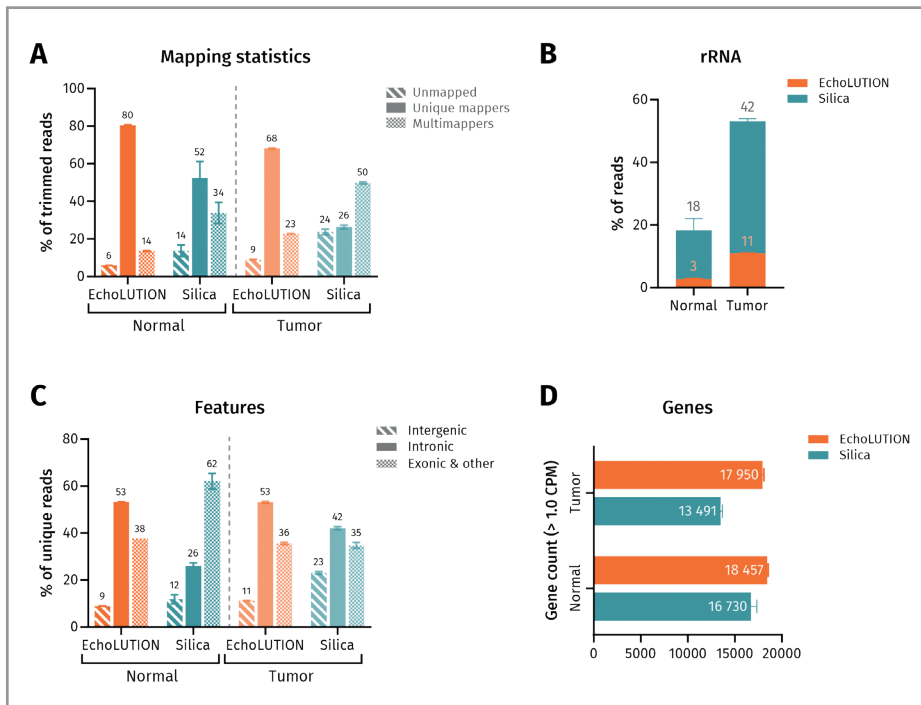 A
Mapping statistics
% of trimmed reads
100
80
60
40
20
0
80
6
14
14
52
34
68
9
23
24
26
50
Unmapped
Unique mappers
Multimappers
EchoLUTION
Silica
EchoLUTION
Silica
Normal
Tumor
B
rRNA
EchoLUTION
Silica
% of reads
60
40
20
0
18
3
42
11
Normal
Tumor
C
Features
% of unique reads
80
60
40
20
0
9
53
38
12
26
62
11
53
36
23
42
35
Intergenic
Intronic
Exonic & other
EchoLUTION
Silica
EchoLUTION
Silica
Normal
Tumor
D
Genes
EchoLUTION
Silica
Gene count (> 1.0 CPM)
Tumor
Normal
17 950
13 491
18 457
16 730
0
5000
10000
15000
20000